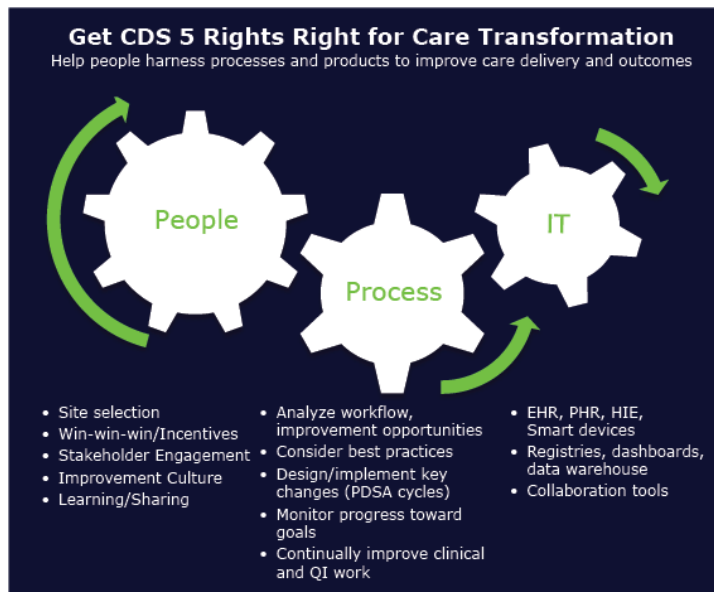 Get CDS 5 Rights Right for Care Transformation
Help people harness processes and products to improve care delivery and outcomes
People
Process
IT
• Site selection
• Win-win-win/Incentives
• Stakeholder Engagement
• Improvement Culture
• Learning/Sharing
• Analyze workflow,
improvement opportunities
• Consider best practices
• Design/implement key
changes (PDSA cycles)
• Monitor progress toward
goals
• Continually improve clinical
and QI work
• EHR, PHR, HIE,
Smart devices
• Registries, dashboards,
data warehouse
• Collaboration tools